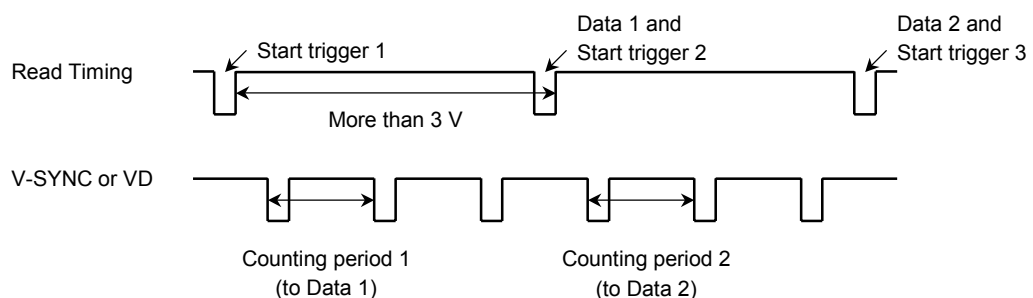 Data 1 and
Data 2 and
Start trigger 1
Start trigger 2
Start trigger 3
Read Timing
More than 3 V
V-SYNC or VD
Counting period 1
(to Data 1)
Counting period 2
(to Data 2)